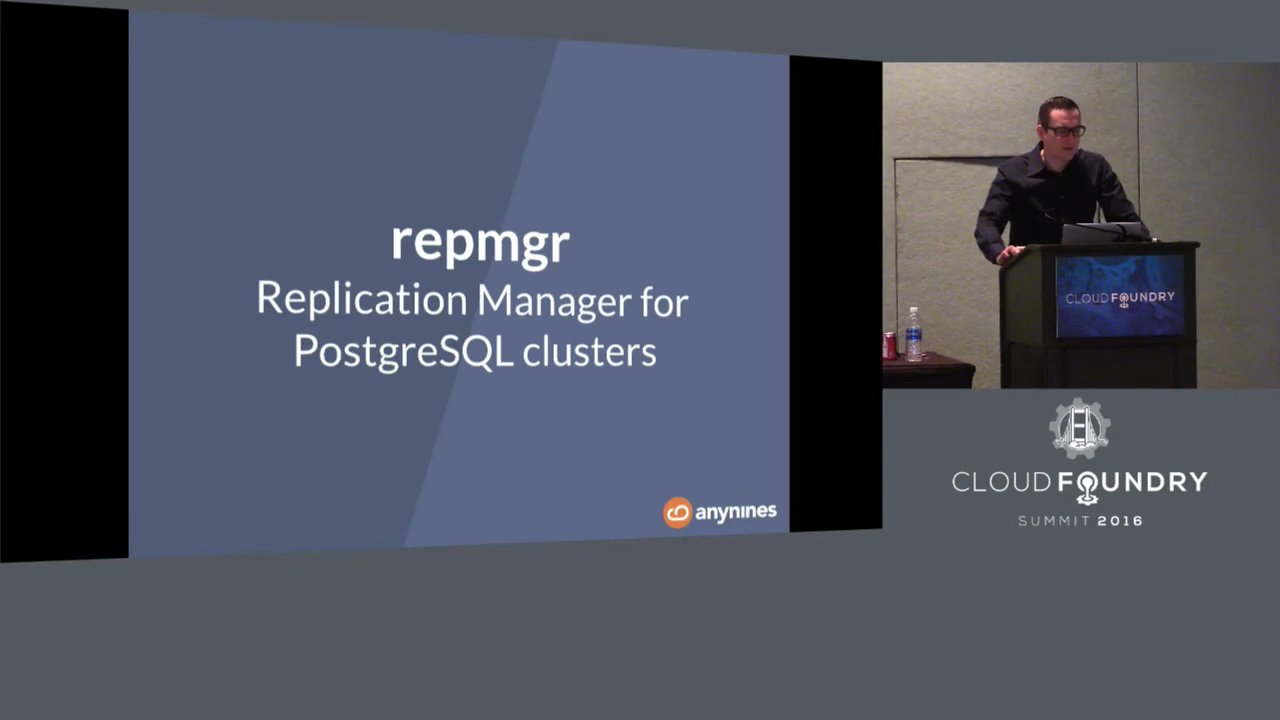 repmgr
Replication Manager for
PostgreSQL clusters
anynines
CLOUD FOUNDRY
CLOUD FOUNDRY
SUMMIT 2016